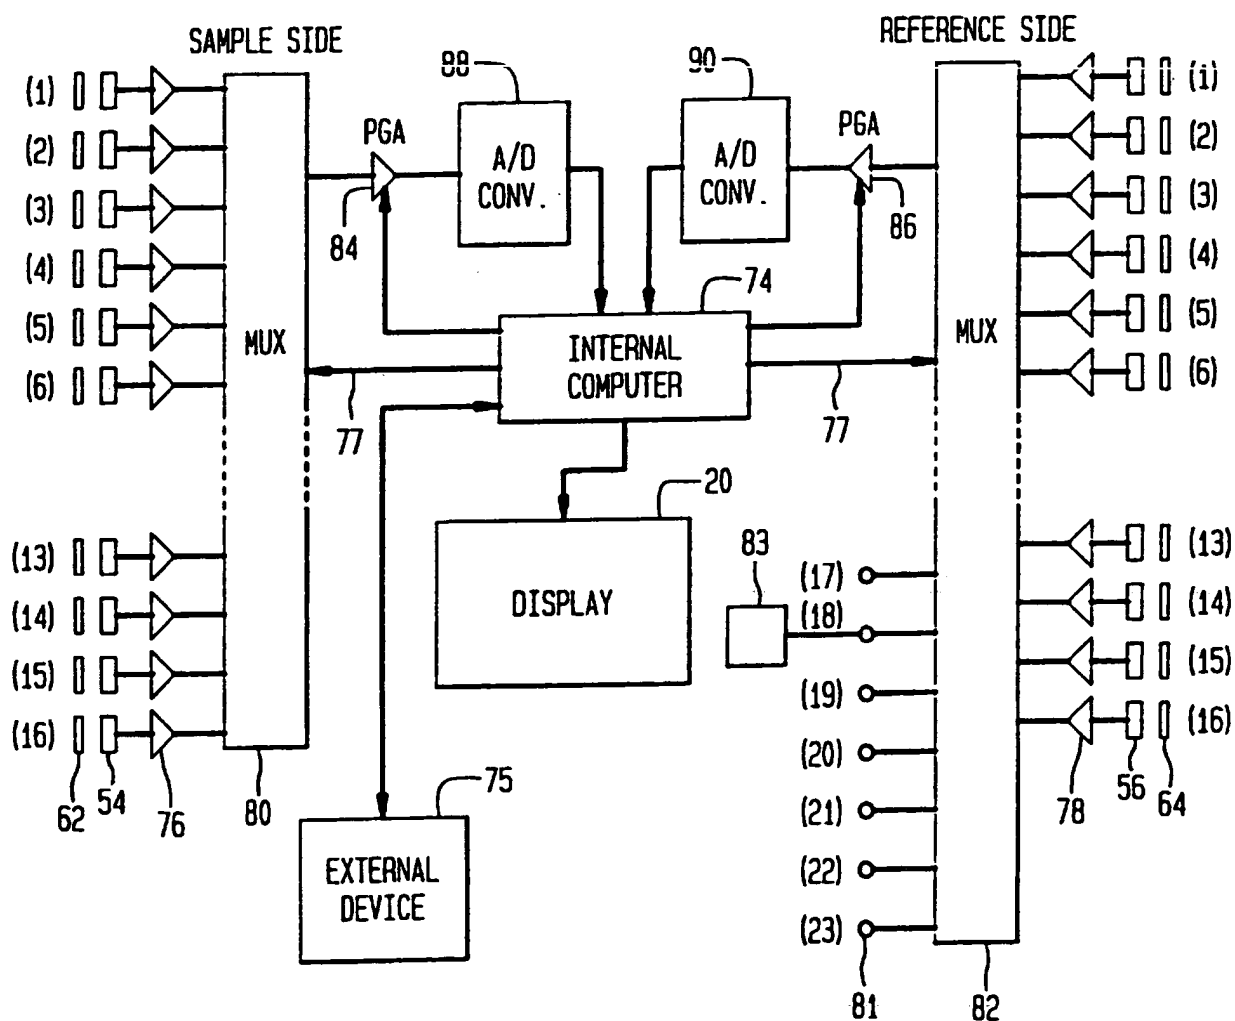 SAMPLE SIDE
REFERENCE SIDE
88
90
PGA
PGA
A/D
CONV.
A/D
CONV.
84
86
74
(1)
(2)
(3)
(4)
(5)
(6)
(13)
(14)
(15)
(16)
MUX
INTERNAL
COMPUTER
MUX
(i)
(2)
(3)
(4)
(5)
(6)
(13)
(14)
(15)
(16)
77
77
20
DISPLAY
83
(17)
(18)
(19)
(20)
(21)
(22)
(23)
62
54
76
80
75
EXTERNAL
DEVICE
78
56
64
81
82